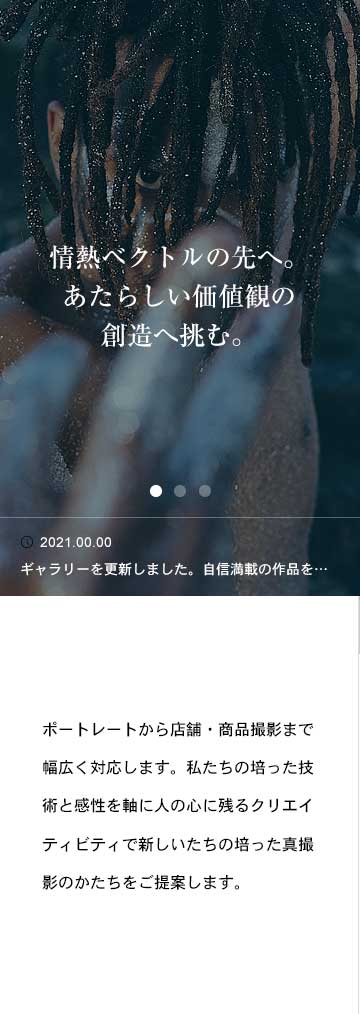 情熱ベクトルの先へ。
あたらしい価値観の
創造へ挑む。
2021.00.00
ギャラリーを更新しました。自信満載の作品を…
ポートレートから店舗・商品撮影まで
幅広く対応します。私たちの培った技
術と感性を軸に人の心に残るクリエイ
ティビティで新しいたちの培った真撮
影のかたちをご提案します。